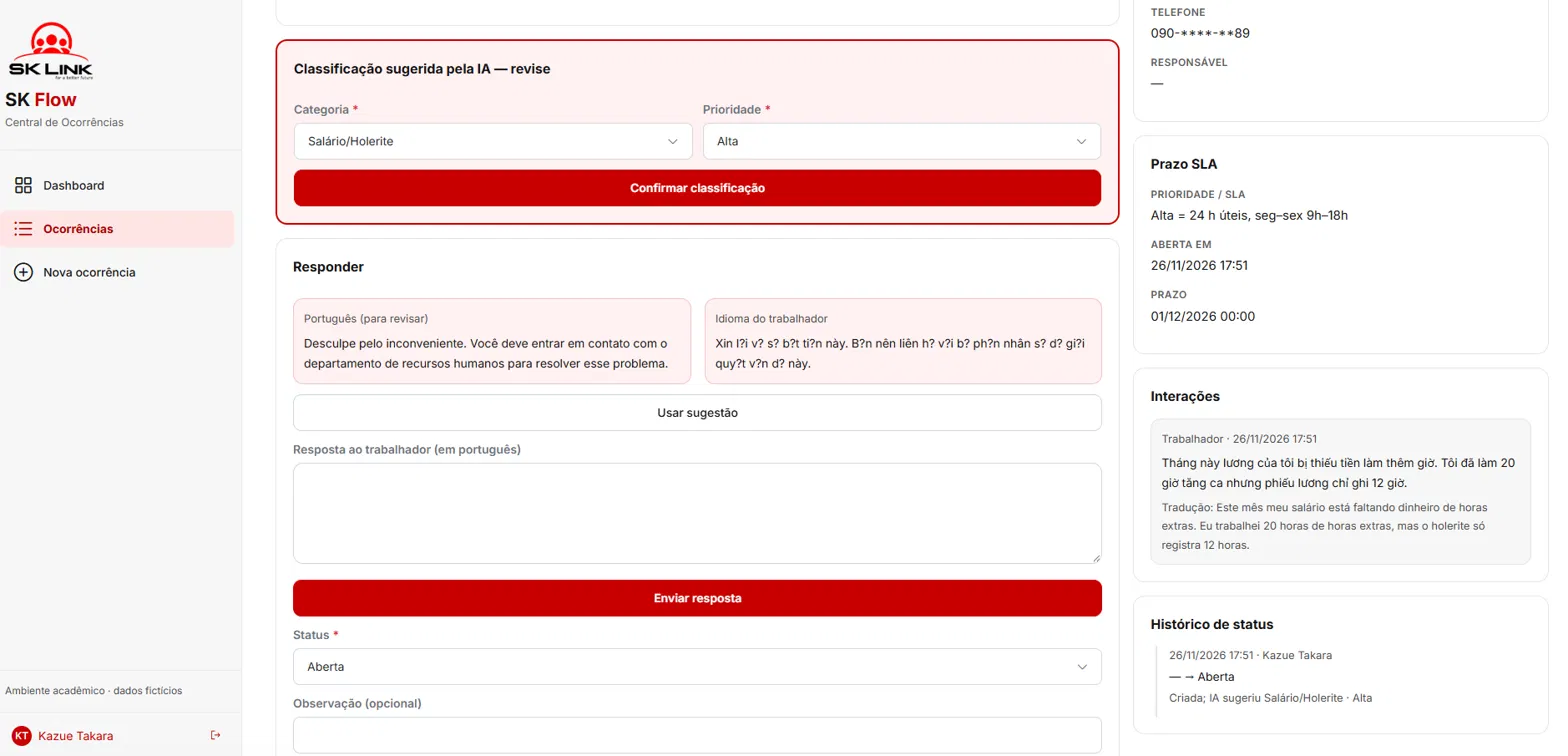 SK LINK
for a better future
SK Flow
Central de Ocorrências
Dashboard
Ocorrências
Nova ocorrência
Ambiente acadêmico · dados fictícios
KT Kazue Takara
Classificação sugerida pela IA — revise
Categoria *
Prioridade *
Salário/Holerite
Alta
Confirmar classificação
Responder
Português (para revisar)
Desculpe pelo inconveniente. Você deve entrar em contato com o
departamento de recursos humanos para resolver esse problema.
Idioma do trabalhador
Xin l?i v? s? b?t ti?n này. B?n nên liên h? v?i b? ph?n nhân s? d? gi?i
quy?t v?n d? này.
Usar sugestão
Resposta ao trabalhador (em português)
Enviar resposta
Status *
Aberta
Observação (opcional)
TELEFONE
090-****-**89
RESPONSÁVEL
—
Prazo SLA
PRIORIDADE / SLA
Alta = 24 h úteis, seg–sex 9h–18h
ABERTA EM
26/11/2026 17:51
PRAZO
01/12/2026 00:00
Interações
Trabalhador · 26/11/2026 17:51
Tháng này lương của tôi bị thiếu tiền làm thêm giờ. Tôi đã làm 20
giờ tăng ca nhưng phiếu lương chỉ ghi 12 giờ.
Tradução: Este mês meu salário está faltando dinheiro de horas
extras. Eu trabalhei 20 horas de horas extras, mas o holerite só
registra 12 horas.
Histórico de status
26/11/2026 17:51 · Kazue Takara
— → Aberta
Criada; IA sugeriu Salário/Holerite · Alta